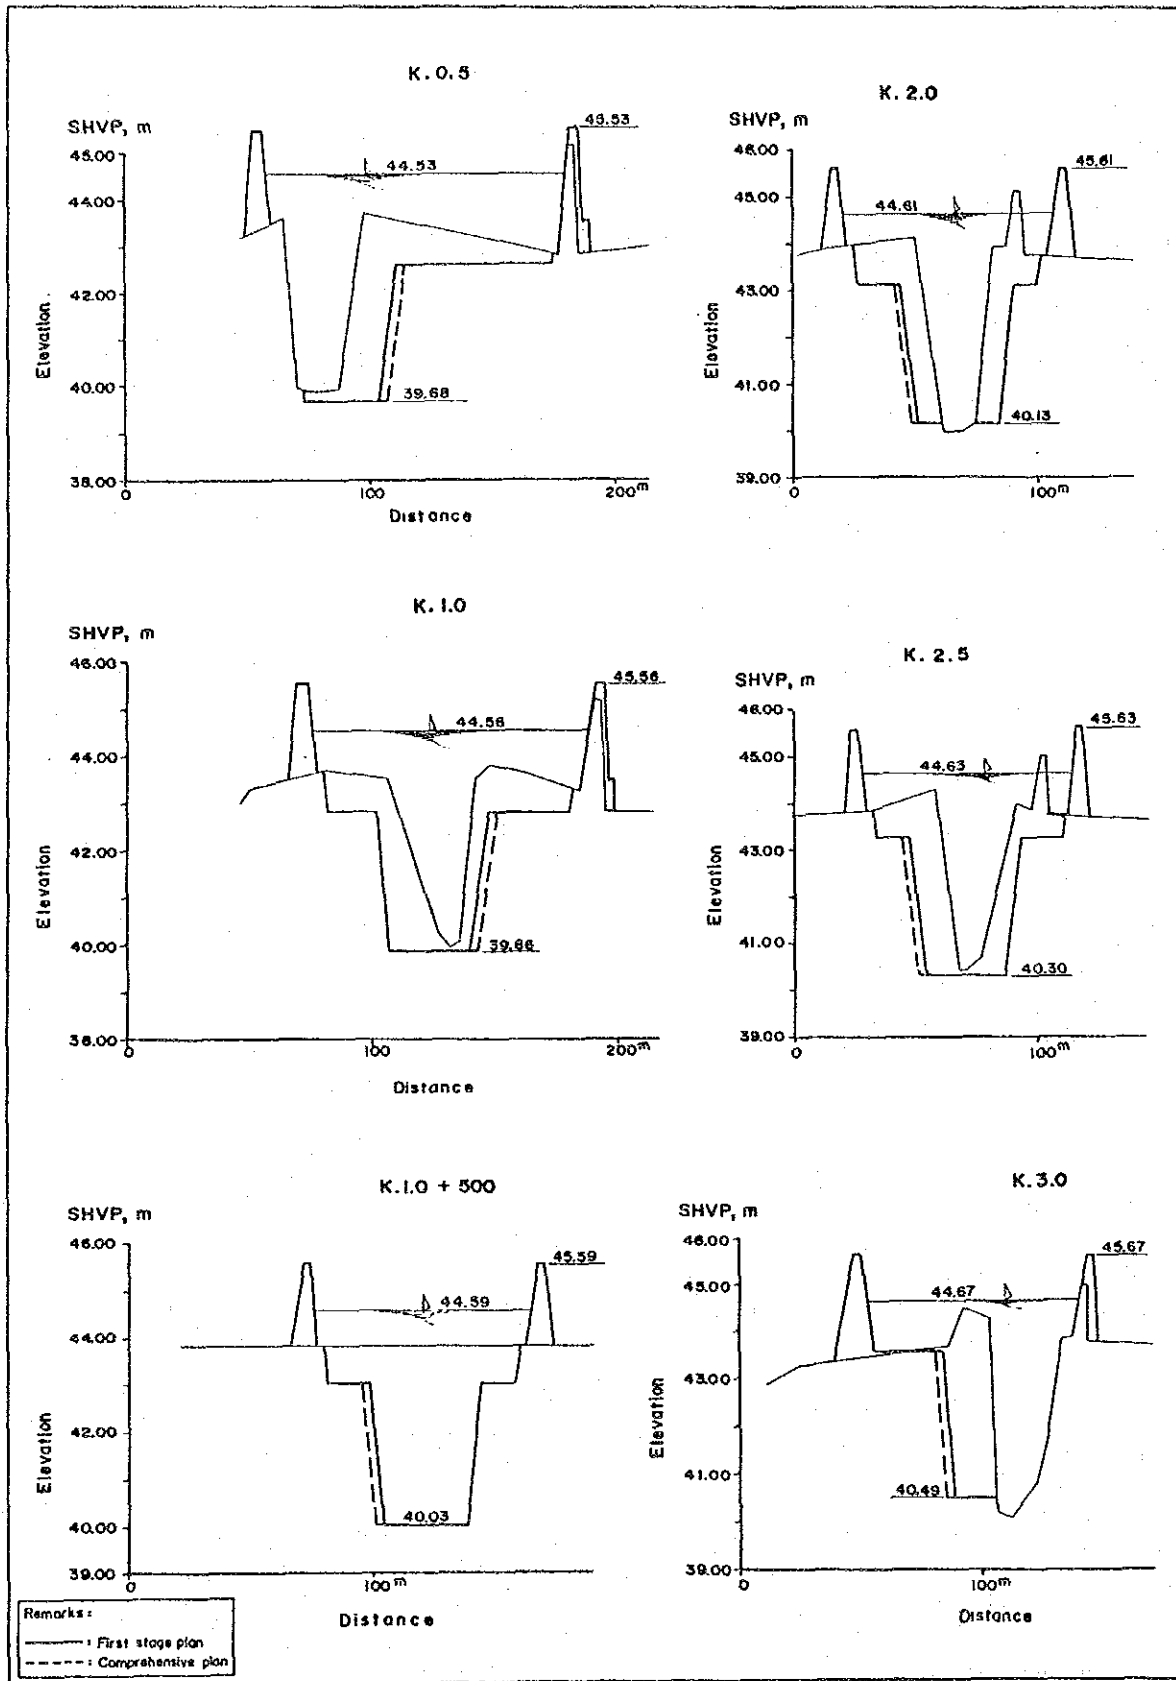 K. 0.5
SHVP, m
45.00
44.00
42.00
40.00
38.00
Elevation
44.53
45.53
39.68
0
100
200m
Distance
K. 2.0
SHVP, m
46.00
45.00
43.00
41.00
39.00
Elevation
44.61
45.61
40.13
0
100m
K. 1.0
SHVP, m
46.00
44.00
42.00
40.00
38.00
Elevation
44.56
45.56
39.86
0
100
200m
Distance
K. 2.5
SHVP, m
46.00
45.00
43.00
41.00
39.00
Elevation
44.63
45.63
40.30
0
100m
K. 1.0 + 500
SHVP, m
46.00
44.00
42.00
40.00
39.00
Elevation
44.59
45.59
40.03
0
100m
Distance
K. 3.0
SHVP, m
46.00
45.00
43.00
41.00
39.00
Elevation
44.67
45.67
40.49
0
100m
Distance
Remarks :
: First stage plan
: Comprehensive plan